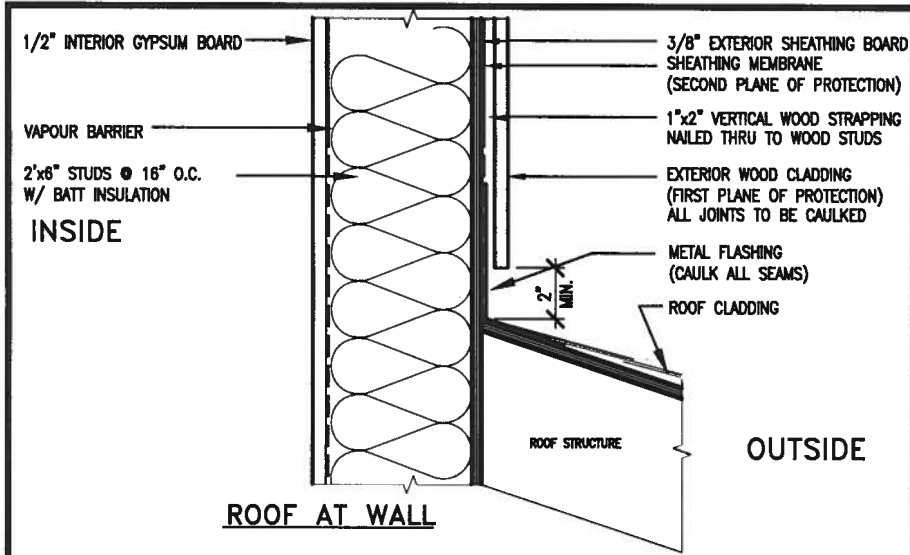 1/2" INTERIOR GYPSUM BOARD
VAPOUR BARRIER
2'x6" STUDS @ 16" O.C.
W/ BATT INSULATION
INSIDE
3/8" EXTERIOR SHEATHING BOARD
SHEATHING MEMBRANE
(SECOND PLANE OF PROTECTION)
1"x2" VERTICAL WOOD STRAPPING
NAILED THRU TO WOOD STUDS
EXTERIOR WOOD CLADDING
(FIRST PLANE OF PROTECTION)
ALL JOINTS TO BE CAULKED
METAL FLASHING
(CAULK ALL SEAMS)
2"
MIN.
ROOF CLADDING
ROOF STRUCTURE
OUTSIDE
ROOF AT WALL